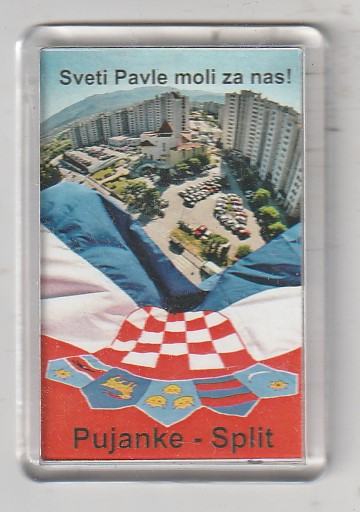 Sveti Pavle moli za nas!
Pujanke - Split